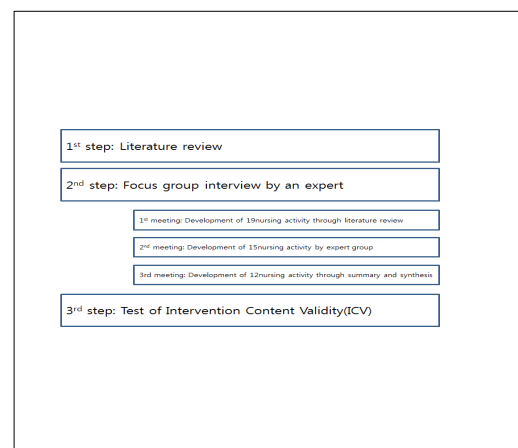 1st step: Literature review
2nd step: Focus group interview by an expert
1st meeting: Development of 19nursing activity through literature review
2nd meeting: Development of 15nursing activity by expert group
3rd meeting: Development of 12nursing activity through summary and synthesis
3rd step: Test of Intervention Content Validity(ICV)